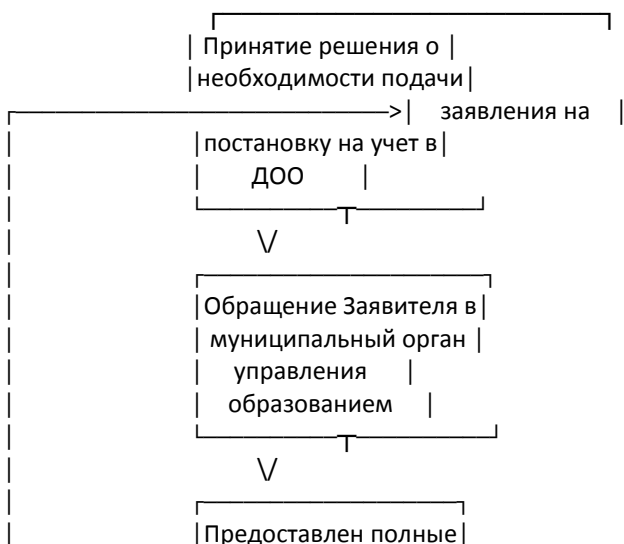 Принятие решения о
необходимости подачи
заявления на
постановку на учет в
ДОО
Обращение Заявителя в
муниципальный орган
управления
образованием
Предоставлен полные